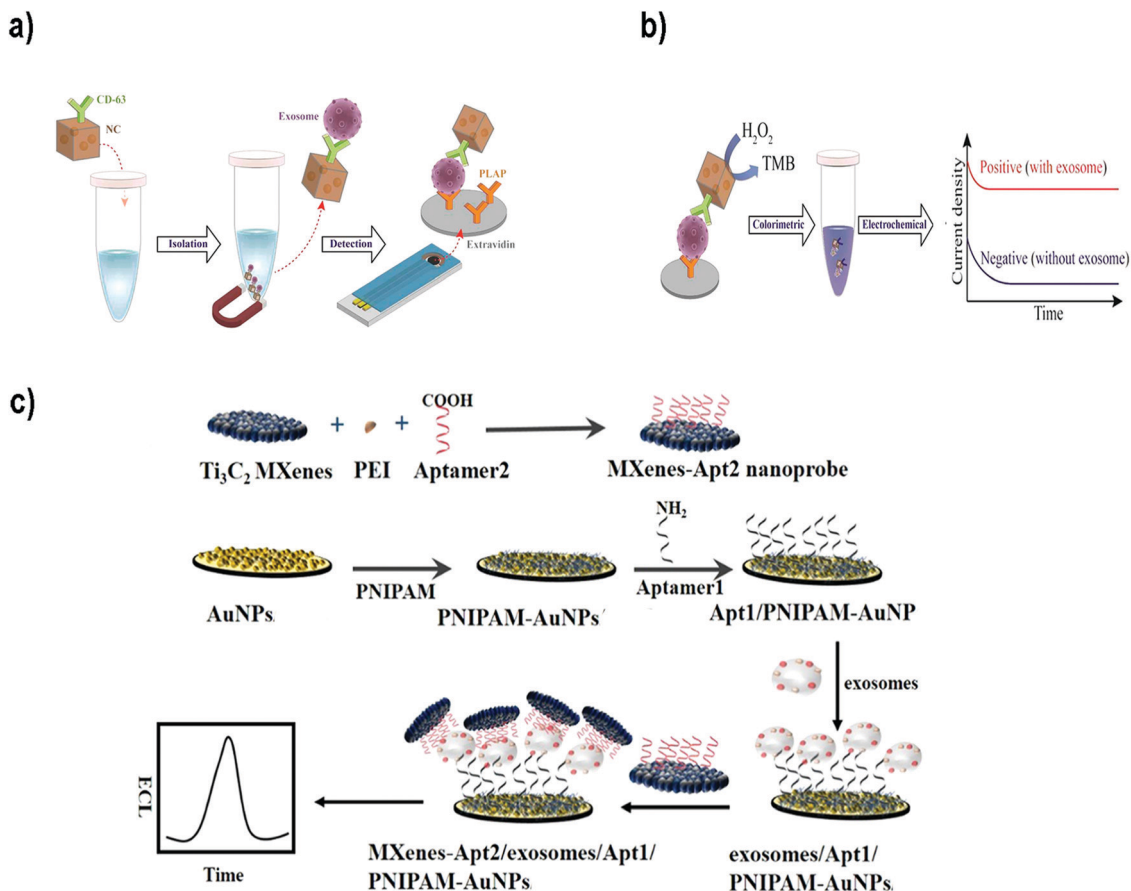 a)
CD-63
NC
Exosome
PLAP
Isolation
Detection
Extravidin
b)
H₂O₂
TMB
Colorimetric
Electrochemical
Current density
Positive (with exosome)
Negative (without exosome)
Time
c)
COOH
+ +
Ti₃C₂ MXenes PEI Aptamer2
MXenes-Apt2 nanoprobe
NH₂
PNIPAM
Aptamer1
AuNPs
PNIPAM-AuNPs
Apt1/PNIPAM-AuNP
exosomes
ECL
Time
MXenes-Apt2/exosomes/Apt1/
PNIPAM-AuNPs
exosomes/Apt1/
PNIPAM-AuNPs